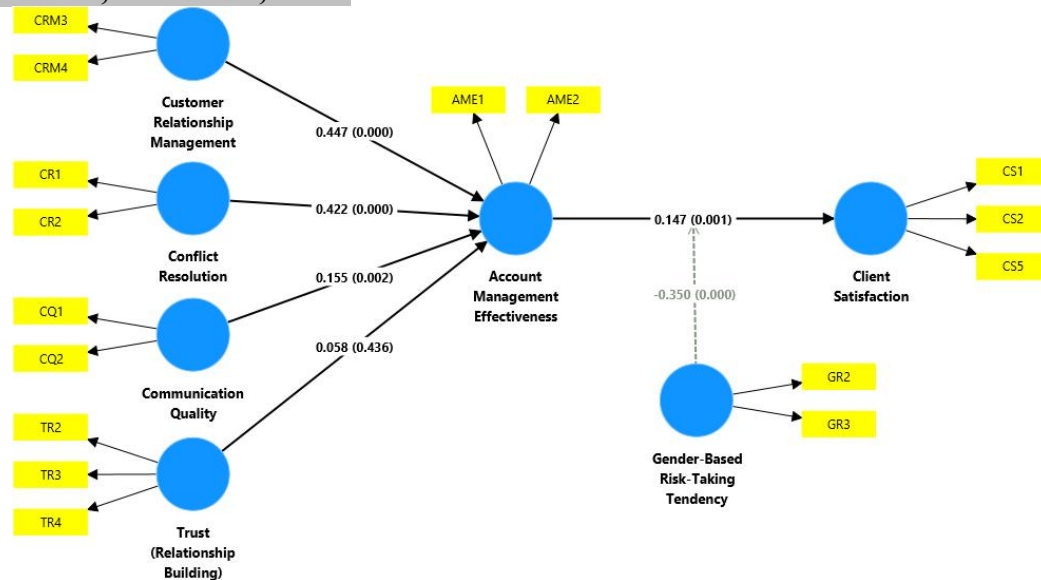 CRM3
CRM4
Customer
Relationship
Management
0.447 (0.000)
CR1
CR2
Conflict
Resolution
0.422 (0.000)
CQ1
CQ2
Communication
Quality
0.155 (0.002)
TR2
TR3
TR4
Trust
(Relationship
Building)
0.058 (0.436)
AME1
AME2
Account
Management
Effectiveness
0.147 (0.001)
-0.350 (0.000)
CS1
CS2
CS5
Client
Satisfaction
GR2
GR3
Gender-Based
Risk-Taking
Tendency